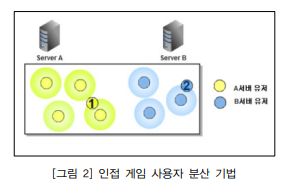 Server A
Server B
1
2
A서버 유저
B서버 유저
[그림 2] 인접 게임 사용자 분산 기법